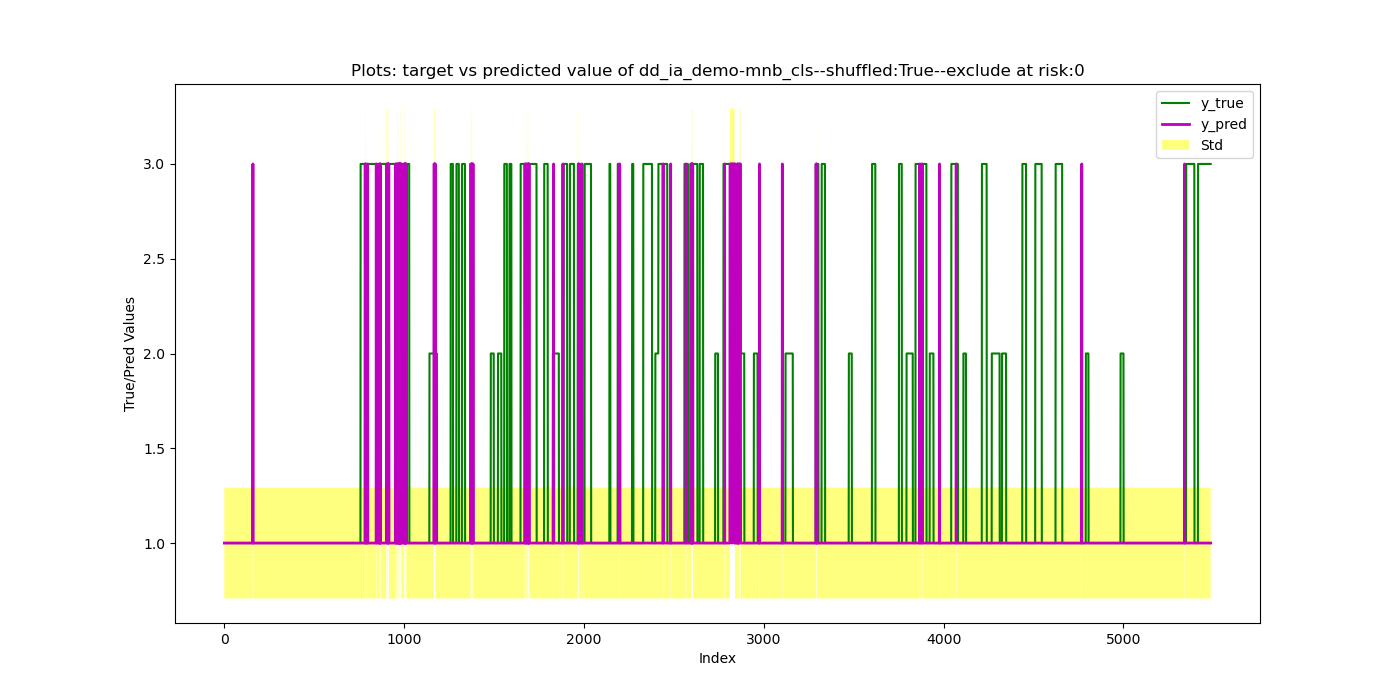 Plots: target vs predicted value of dd_ia_demo-mnb_cls--shuffled:True--exclude at risk:0
y_true
y_pred
Std
3.0
2.5
2.0
1.5
1.0
True/Pred Values
0 1000 2000 3000 4000 5000
Index